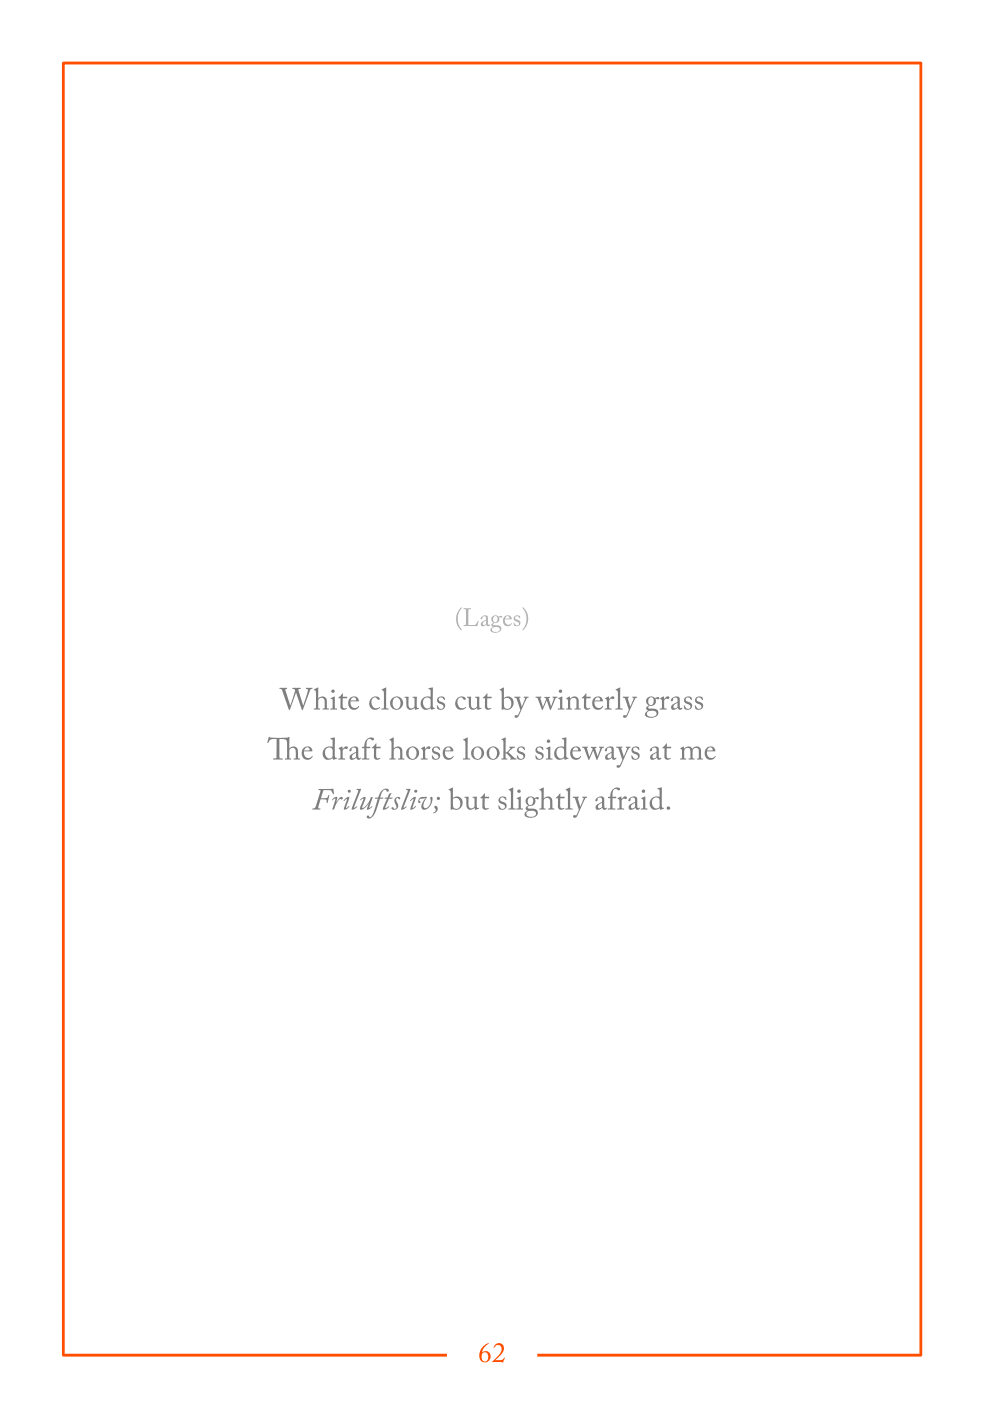 (Lages)
White clouds cut by winterly grass
The draft horse looks sideways at me
Friluftsliv; but slightly afraid.
62